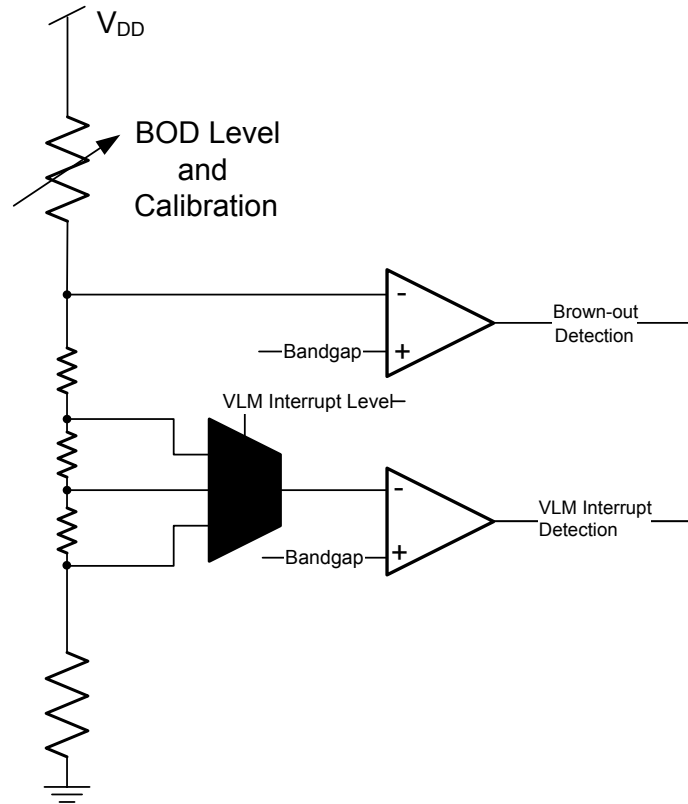 VDD
BOD Level
and
Calibration
-
Bandgap
+
Brown-out
Detection
VLM Interrupt Level
-
Bandgap
+
VLM Interrupt
Detection